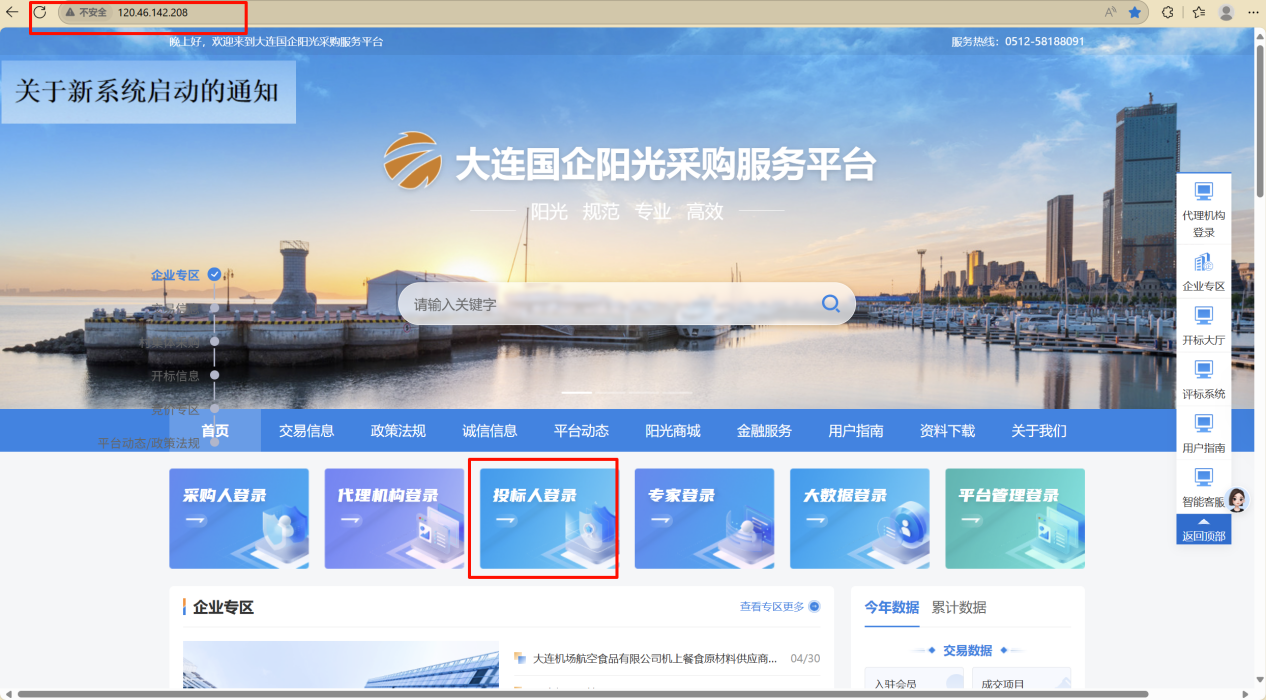 不安全 120.46.142.208
晚上好，欢迎来到大连国企阳光采购服务平台
服务热线：0512-58188091
关于新系统启动的通知
大连国企阳光采购服务平台
阳光 规范 专业 高效
请输入关键字
企业专区
开标信息
竞价专区
平台动态/政策法规
代理机构
登录
企业专区
开标大厅
评标系统
用户指南
智能客服
返回顶部
首页 交易信息 政策法规 诚信信息 平台动态 阳光商城 金融服务 用户指南 资料下载 关于我们
采购人登录 代理机构登录 投标人登录 专家登录 大数据登录 平台管理登录
企业专区
查看专区更多
大连机场航空食品有限公司机上餐食原材料供应商... 04/30
今年数据 累计数据
交易数据
入驻会员 成交项目